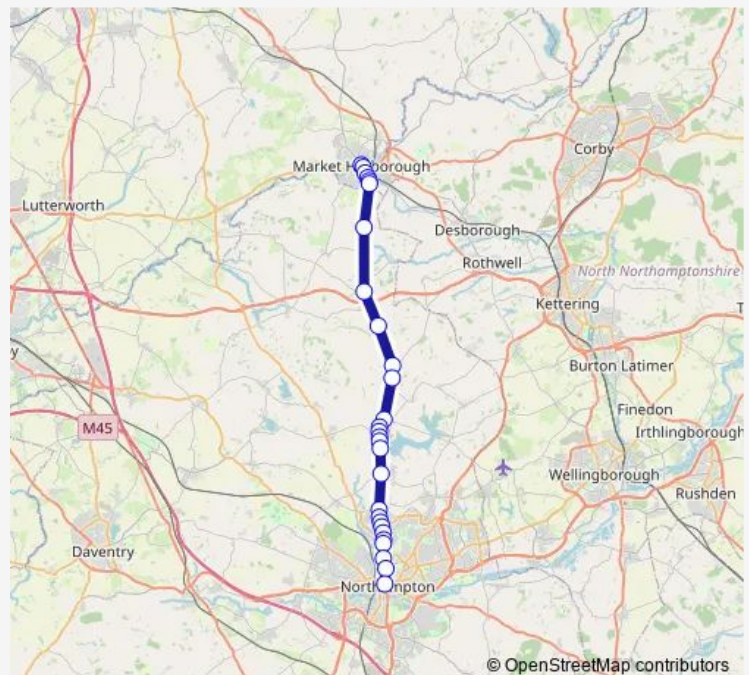 Market Harborough
Corby
Lutterworth
Desborough
Rothwell
North Northamptonshire
Kettering
Burton Latimer
Finedon
M45
Irthlingborough
Wellingborough
Rushden
Daventry
Northampton
© OpenStreetMap contributors